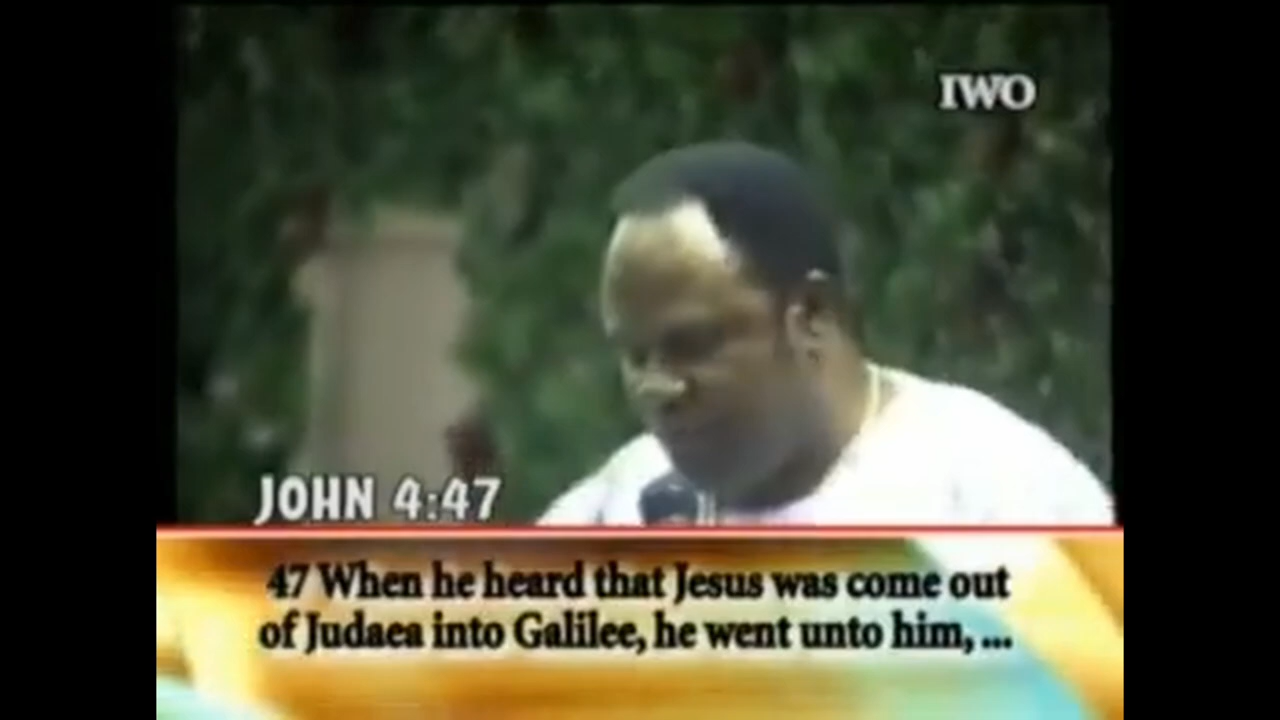 IWO
JOHN 4:47
47 When he heard that Jesus was come out
of Judaea into Galilee, he went unto him, ...